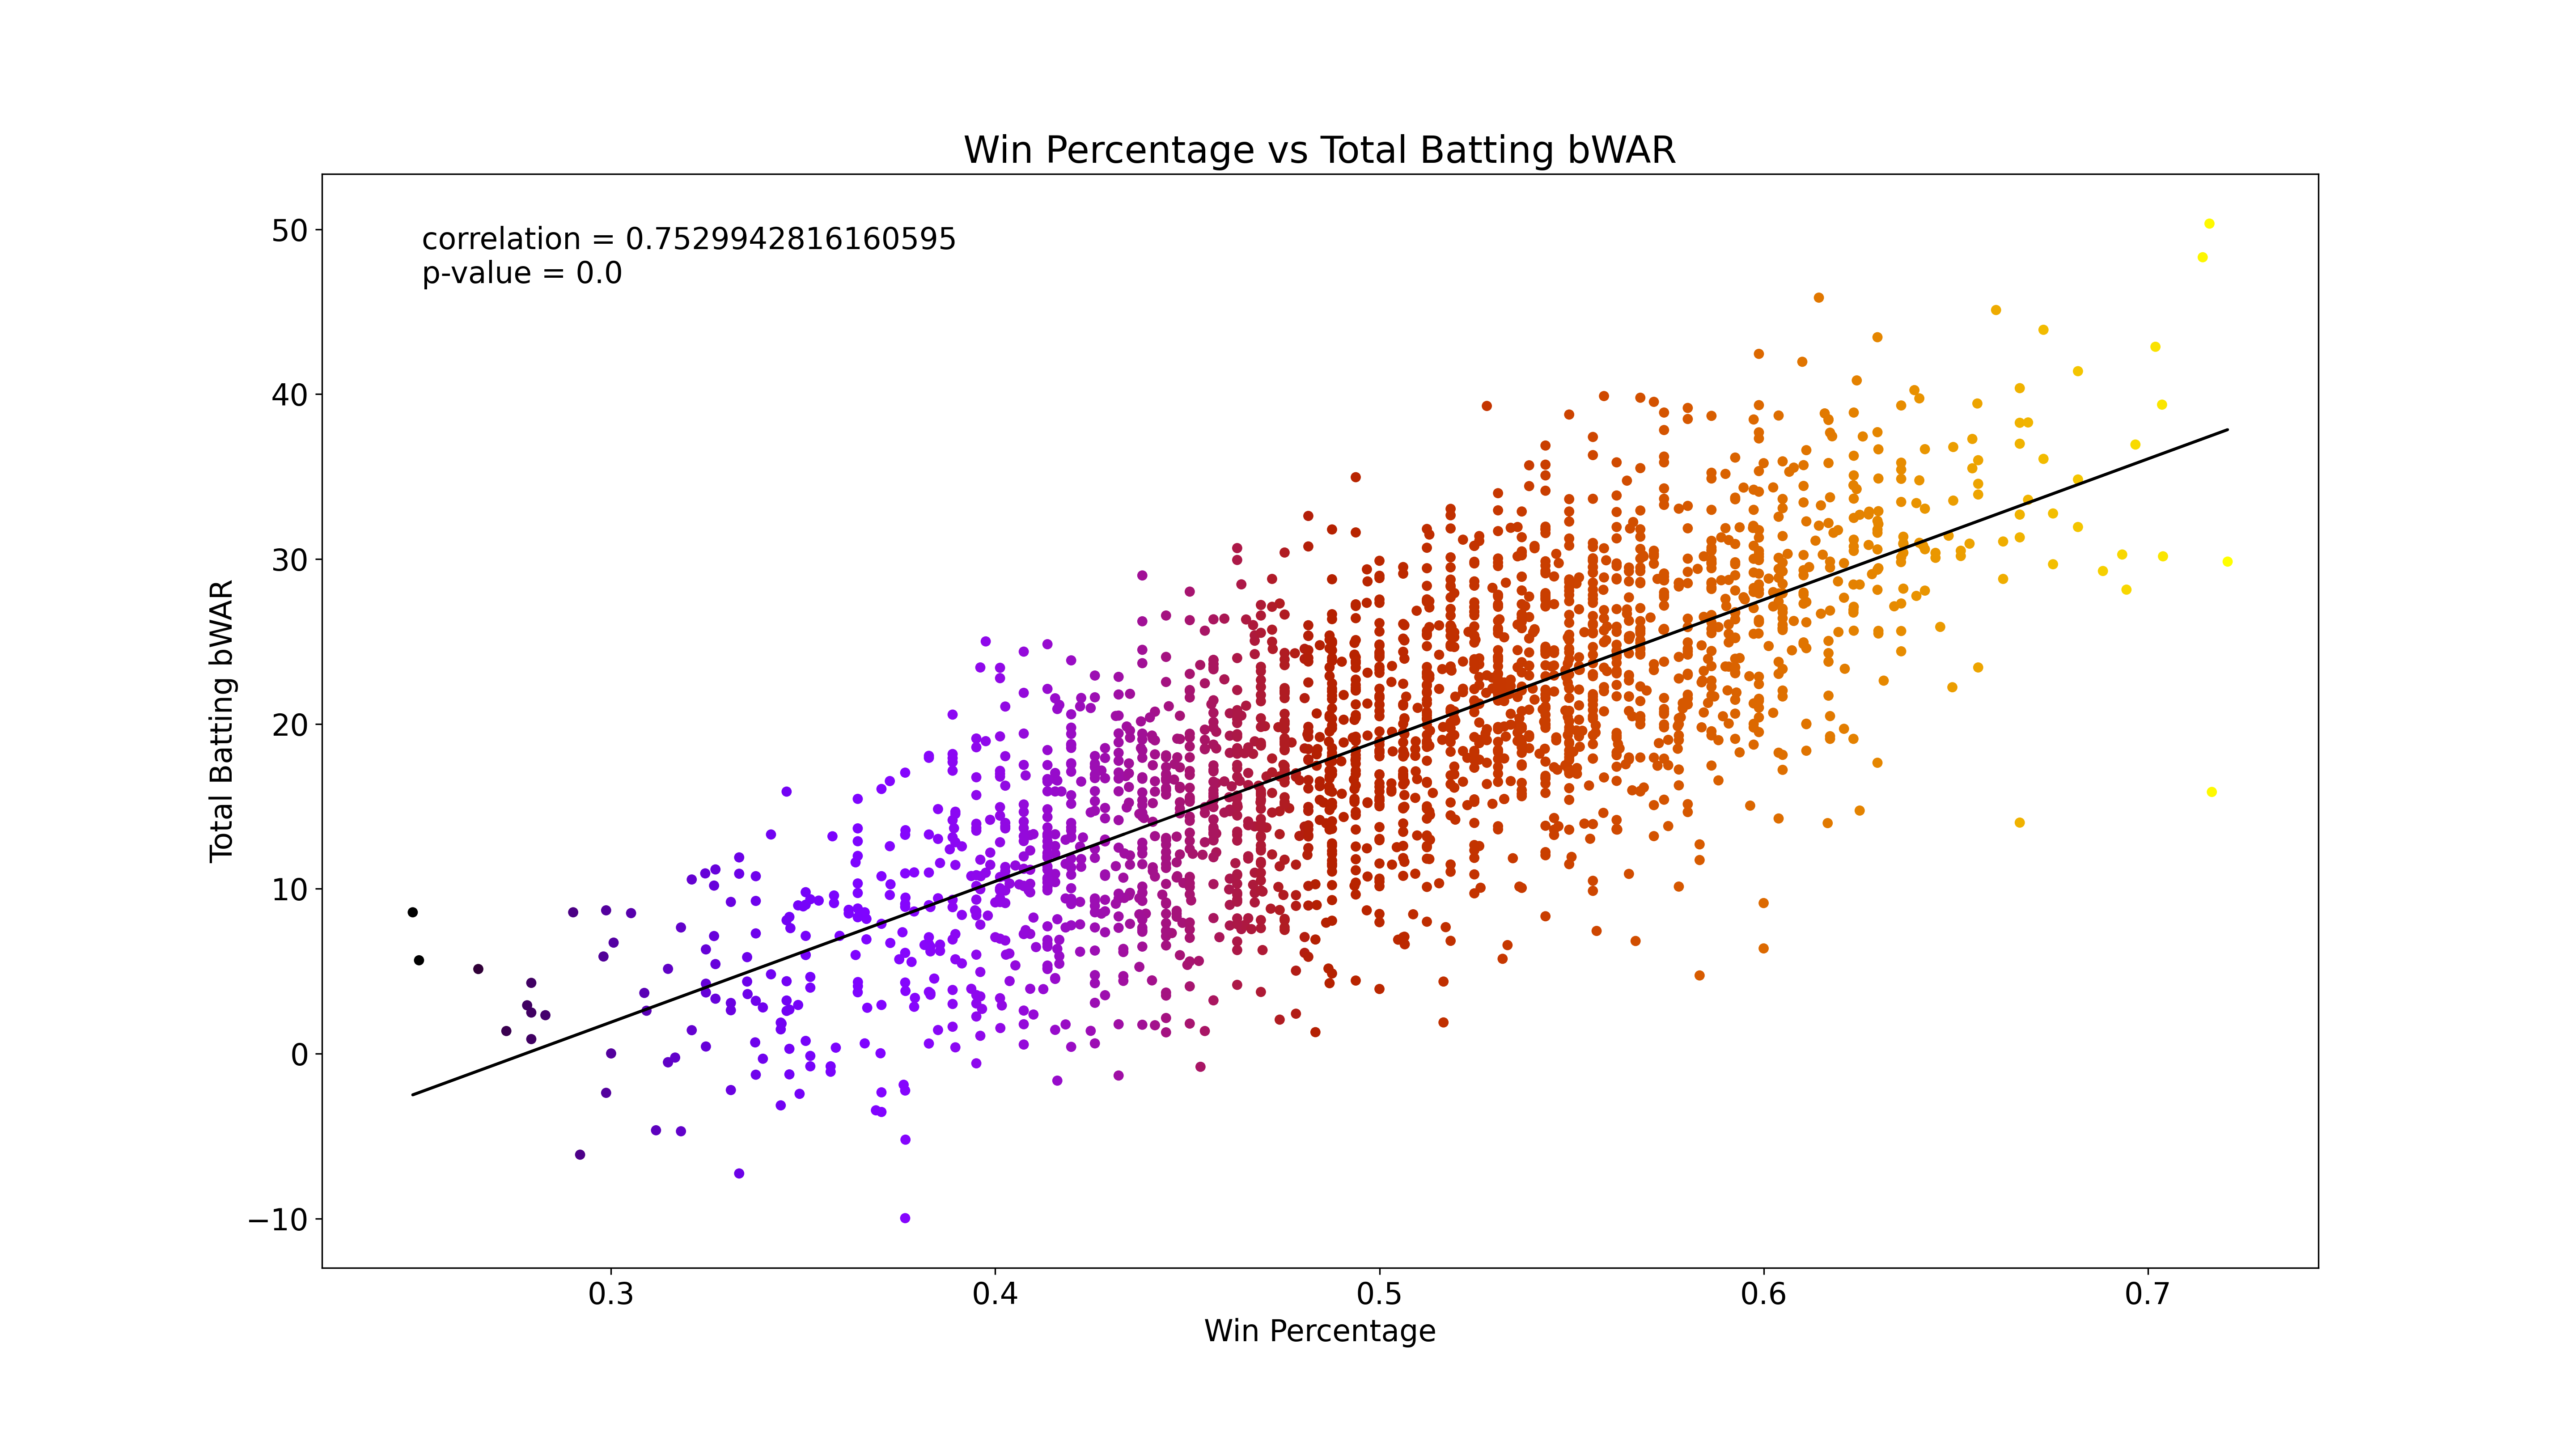 Win Percentage vs Total Batting bWAR
correlation = 0.7529942816160595
p-value = 0.0
50
40
30
20
10
0
−10
Total Batting bWAR
0.3 0.4 0.5 0.6 0.7
Win Percentage